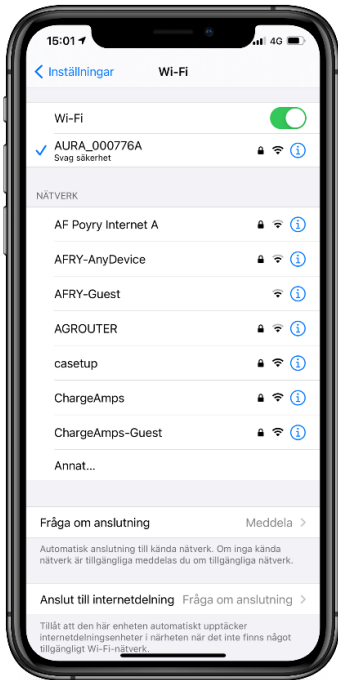 15:01
4G
Inställningar
Wi-Fi
Wi-Fi
AURA_000776A
Svag säkerhet
NÄTVERK
AF Poyry Internet A
AFRY-AnyDevice
AFRY-Guest
AGROUTER
casetup
ChargeAmps
ChargeAmps-Guest
Annat...
Fråga om anslutning Meddela
Automatisk anslutning till kända nätverk. Om inga kända
nätverk är tillgängliga meddelas du om tillgängliga nätverk.
Anslut till internetdelning Fråga om anslutning
Tillåt att den här enheten automatiskt upptäcker
internetdelningsenheter i närheten när det inte finns något
tillgängligt Wi-Fi-nätverk.